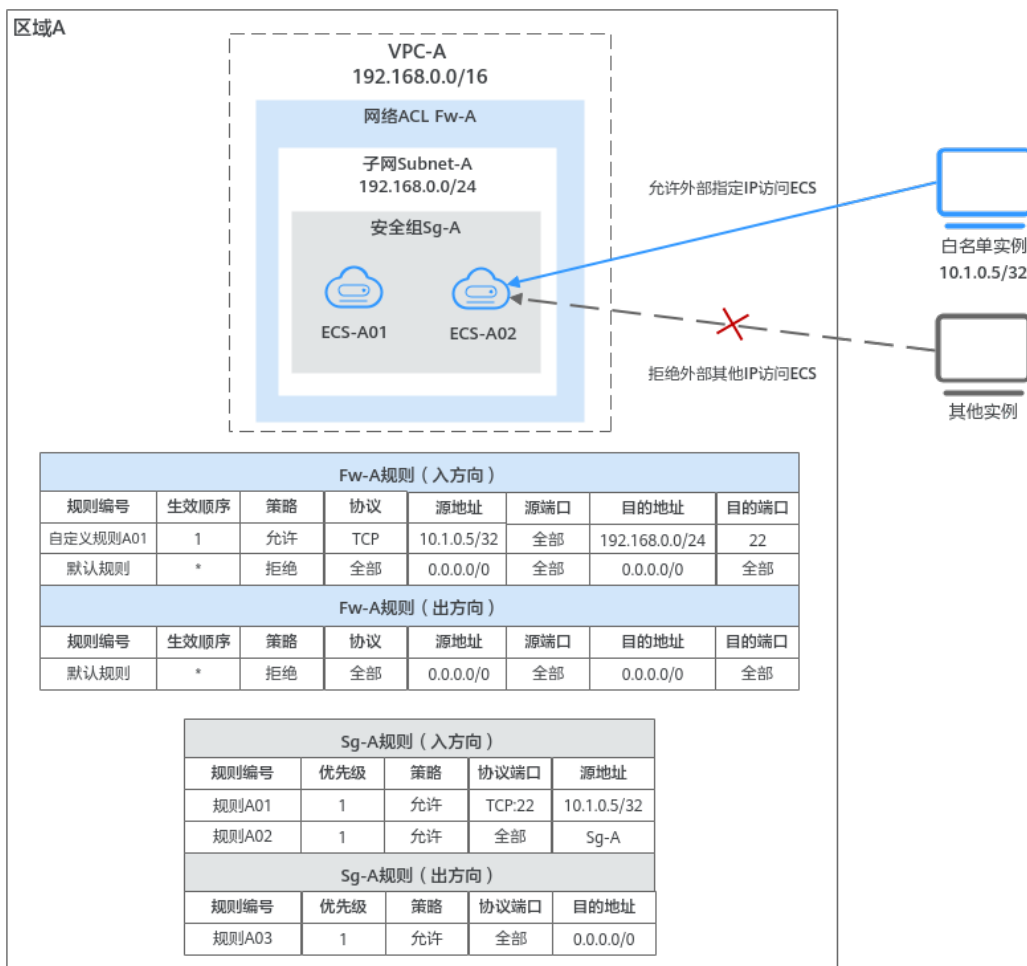 区域A
VPC-A
192.168.0.0/16
网络ACL Fw-A
子网Subnet-A
192.168.0.0/24
安全组Sg-A
ECS-A01
ECS-A02
允许外部指定IP访问ECS
白名单实例
10.1.0.5/32
拒绝外部其他IP访问ECS
其他实例
Fw-A规则（入方向）
规则编号 生效顺序 策略 协议 源地址 源端口 目的地址 目的端口
自定义规则A01 1 允许 TCP 10.1.0.5/32 全部 192.168.0.0/24 22
默认规则 * 拒绝 全部 0.0.0.0/0 全部 0.0.0.0/0 全部
Fw-A规则（出方向）
规则编号 生效顺序 策略 协议 源地址 源端口 目的地址 目的端口
默认规则 * 拒绝 全部 0.0.0.0/0 全部 0.0.0.0/0 全部
Sg-A规则（入方向）
规则编号 优先级 策略 协议端口 源地址
规则A01 1 允许 TCP:22 10.1.0.5/32
规则A02 1 允许 全部 Sg-A
Sg-A规则（出方向）
规则编号 优先级 策略 协议端口 目的地址
规则A03 1 允许 全部 0.0.0.0/0